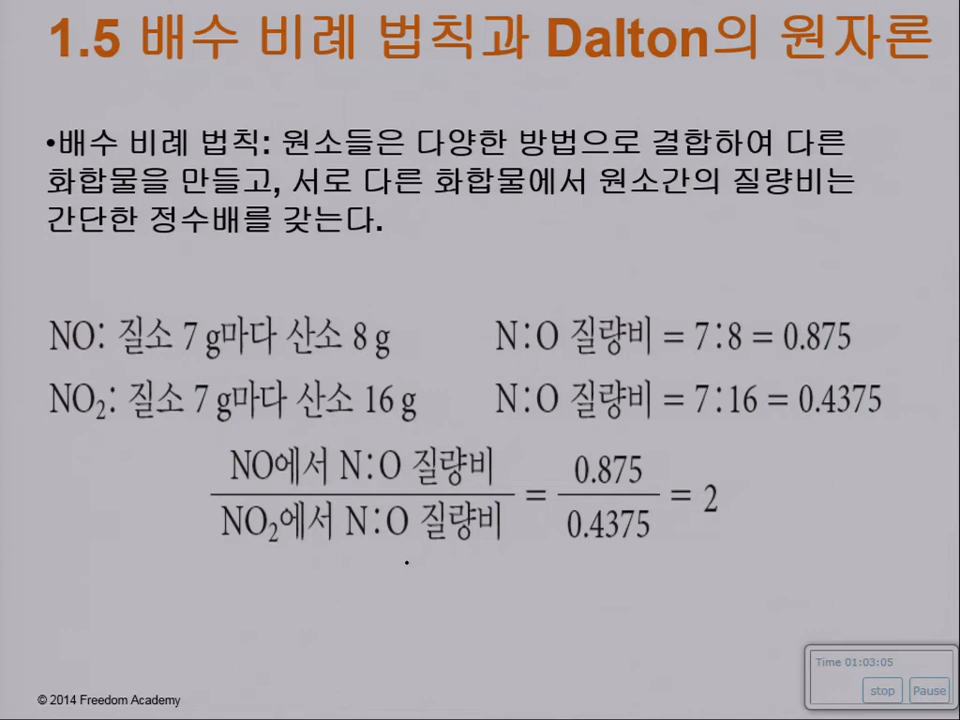 1.5 배수 비례 법칙과 Dalton의 원자론
•배수 비례 법칙: 원소들은 다양한 방법으로 결합하여 다른
화합물을 만들고, 서로 다른 화합물에서 원소간의 질량비는
간단한 정수배를 갖는다.
NO: 질소 7 g마다 산소 8 g N:O 질량비 = 7:8 = 0.875
NO₂: 질소 7 g마다 산소 16 g N:O 질량비 = 7:16 = 0.4375
NO에서 N:O 질량비 0.875
= = 2
NO₂에서 N:O 질량비 0.4375
Time 01:03:05
stop Pause
© 2014 Freedom Academy